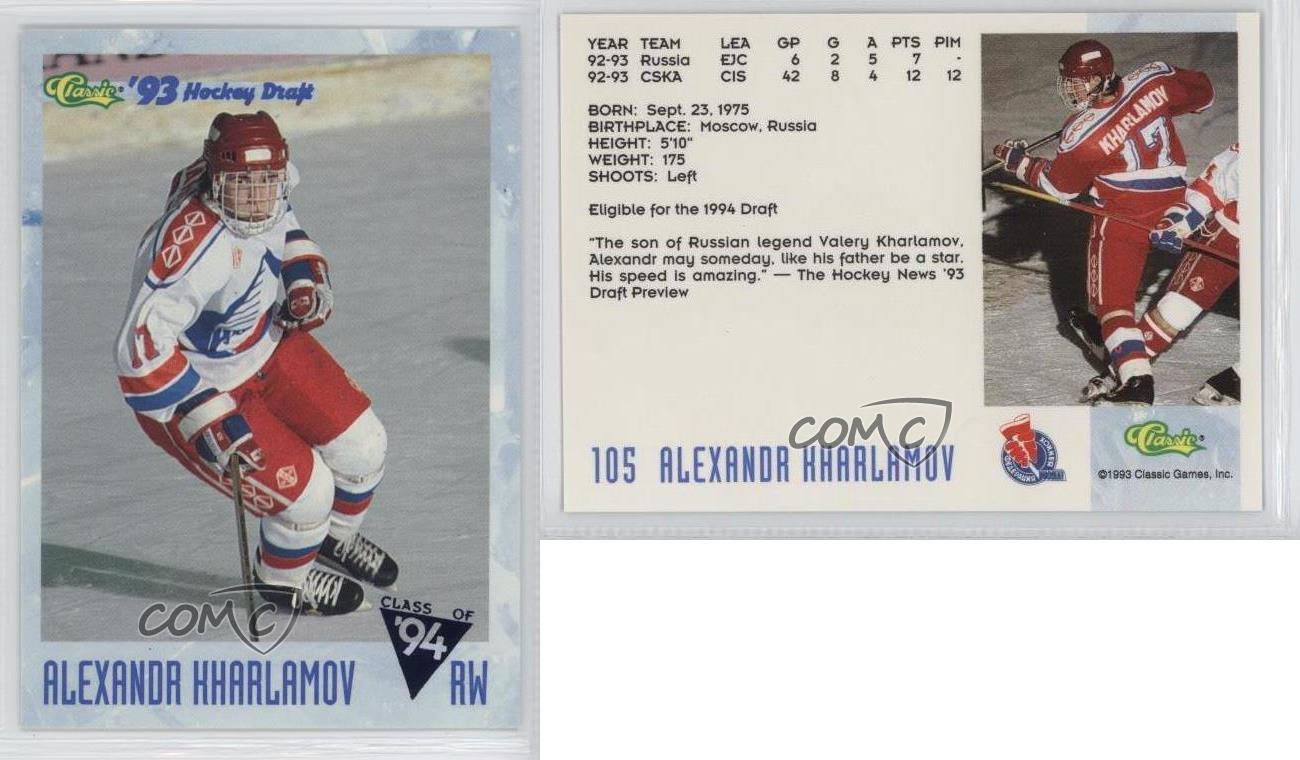 Classic® '93 Hockey Draft
17
COMC
CLASS OF
'94
ALEXANDR KHARLAMOV RW
YEAR TEAM LEA GP G A PTS PIM
92-93 Russia EJC 6 2 5 7 -
92-93 CSKA CIS 42 8 4 12 12
BORN: Sept. 23, 1975
BIRTHPLACE: Moscow, Russia
HEIGHT: 5'10"
WEIGHT: 175
SHOOTS: Left
Eligible for the 1994 Draft
"The son of Russian legend Valery Kharlamov,
Alexandr may someday, like his father be a star.
His speed is amazing." — The Hockey News '93
Draft Preview
KHARLAMOV
17
COMC
105 ALEXANDR KHARLAMOV
Classic®
©1993 Classic Games, Inc.